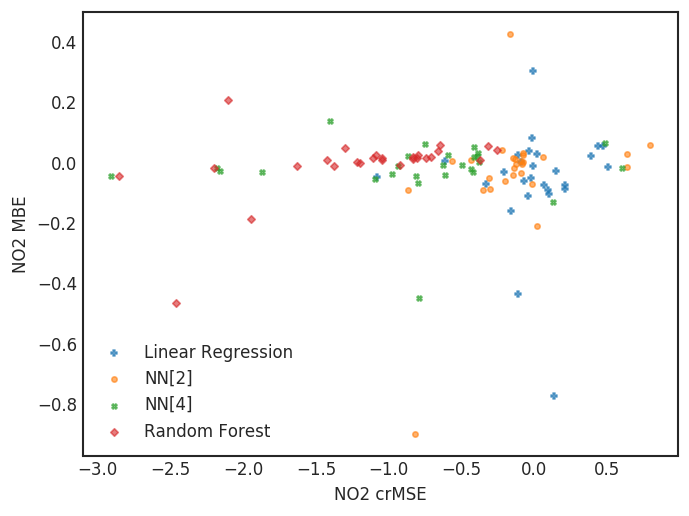 0.4
0.2
0.0
−0.2
−0.4
−0.6
−0.8
NO2 MBE
Linear Regression
NN[2]
NN[4]
Random Forest
−3.0 −2.5 −2.0 −1.5 −1.0 −0.5 0.0 0.5
NO2 crMSE